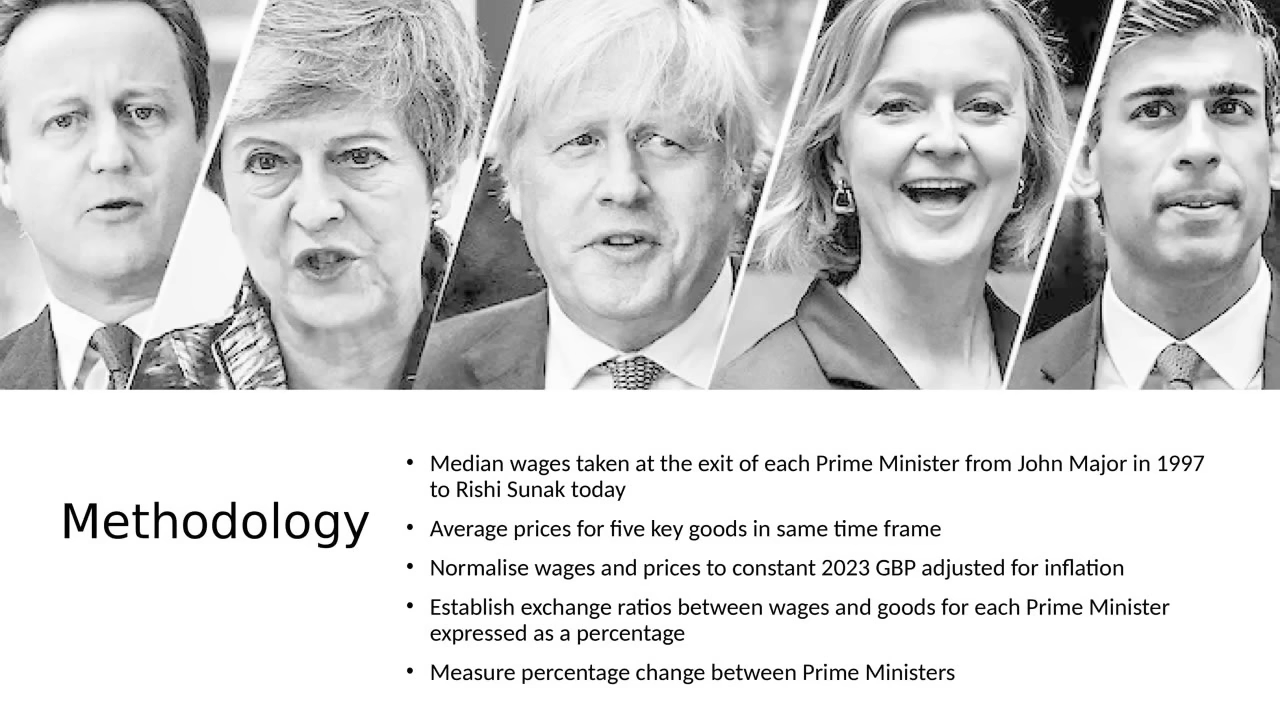 Methodology
• Median wages taken at the exit of each Prime Minister from John Major in 1997
to Rishi Sunak today
• Average prices for five key goods in same time frame
• Normalise wages and prices to constant 2023 GBP adjusted for inflation
• Establish exchange ratios between wages and goods for each Prime Minister
expressed as a percentage
• Measure percentage change between Prime Ministers